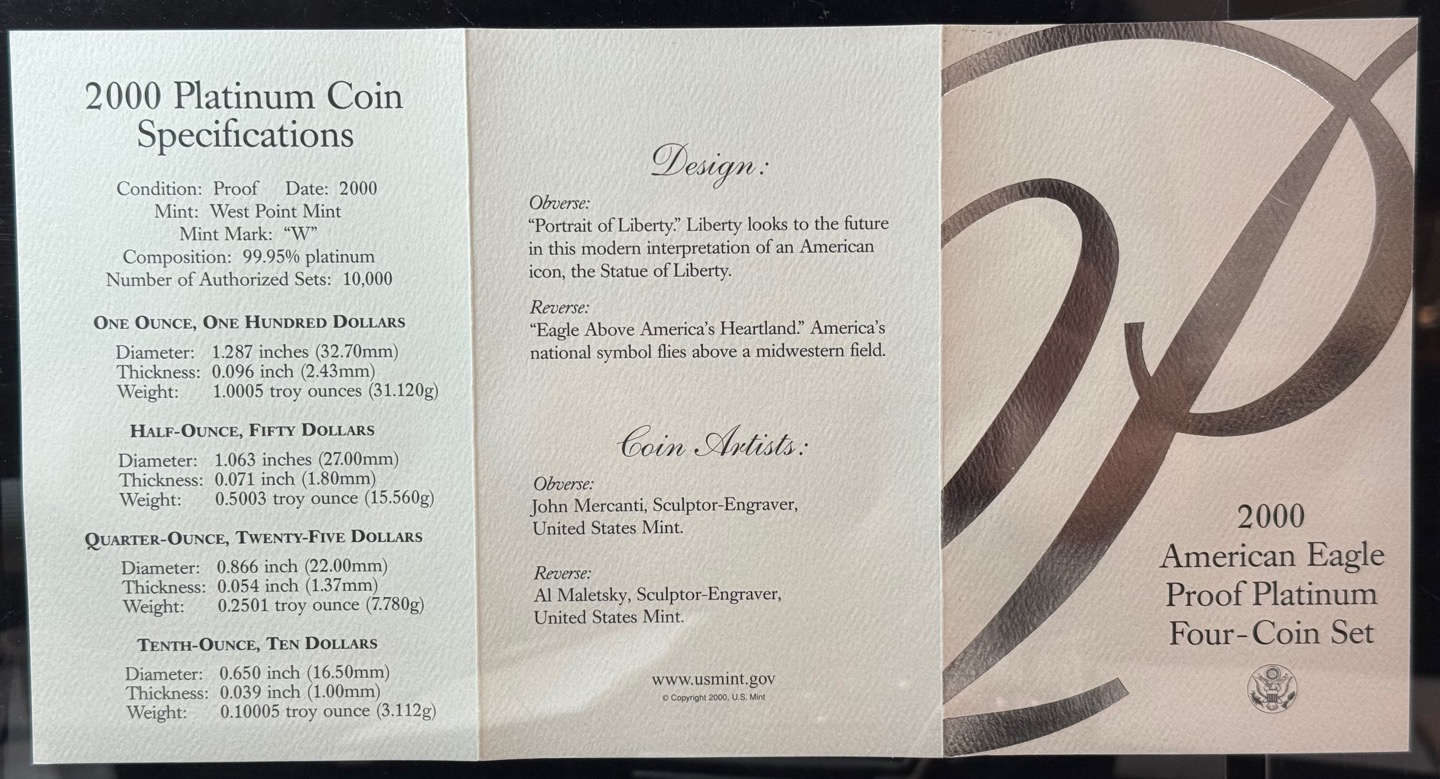 2000 Platinum Coin
Specifications
Condition: Proof Date: 2000
Mint: West Point Mint
Mint Mark: “W”
Composition: 99.95% platinum
Number of Authorized Sets: 10,000
One Ounce, One Hundred Dollars
Diameter: 1.287 inches (32.70mm)
Thickness: 0.096 inch (2.43mm)
Weight: 1.0005 troy ounces (31.120g)
Half-Ounce, Fifty Dollars
Diameter: 1.063 inches (27.00mm)
Thickness: 0.071 inch (1.80mm)
Weight: 0.5003 troy ounce (15.560g)
Quarter-Ounce, Twenty-Five Dollars
Diameter: 0.866 inch (22.00mm)
Thickness: 0.054 inch (1.37mm)
Weight: 0.2501 troy ounce (7.780g)
Tenth-Ounce, Ten Dollars
Diameter: 0.650 inch (16.50mm)
Thickness: 0.039 inch (1.00mm)
Weight: 0.10005 troy ounce (3.112g)
Design:
Obverse:
“Portrait of Liberty.” Liberty looks to the future
in this modern interpretation of an American
icon, the Statue of Liberty.
Reverse:
“Eagle Above America’s Heartland.” America’s
national symbol flies above a midwestern field.
Coin Artists:
Obverse:
John Mercanti, Sculptor-Engraver,
United States Mint.
Reverse:
Al Maletsky, Sculptor-Engraver,
United States Mint.
www.usmint.gov
© Copyright 2000, U.S. Mint
P
2000
American Eagle
Proof Platinum
Four-Coin Set